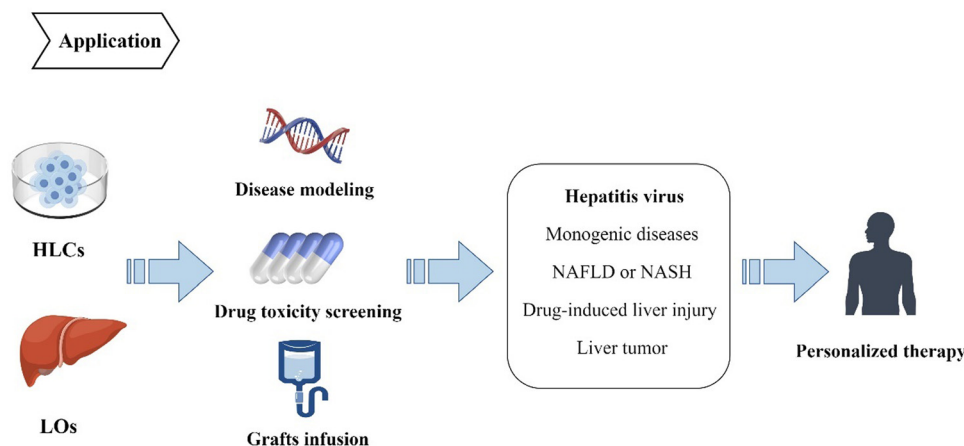 Application
HLCs
LOs
Disease modeling
Drug toxicity screening
Grafts infusion
Hepatitis virus
Monogenic diseases
NAFLD or NASH
Drug-induced liver injury
Liver tumor
Personalized therapy